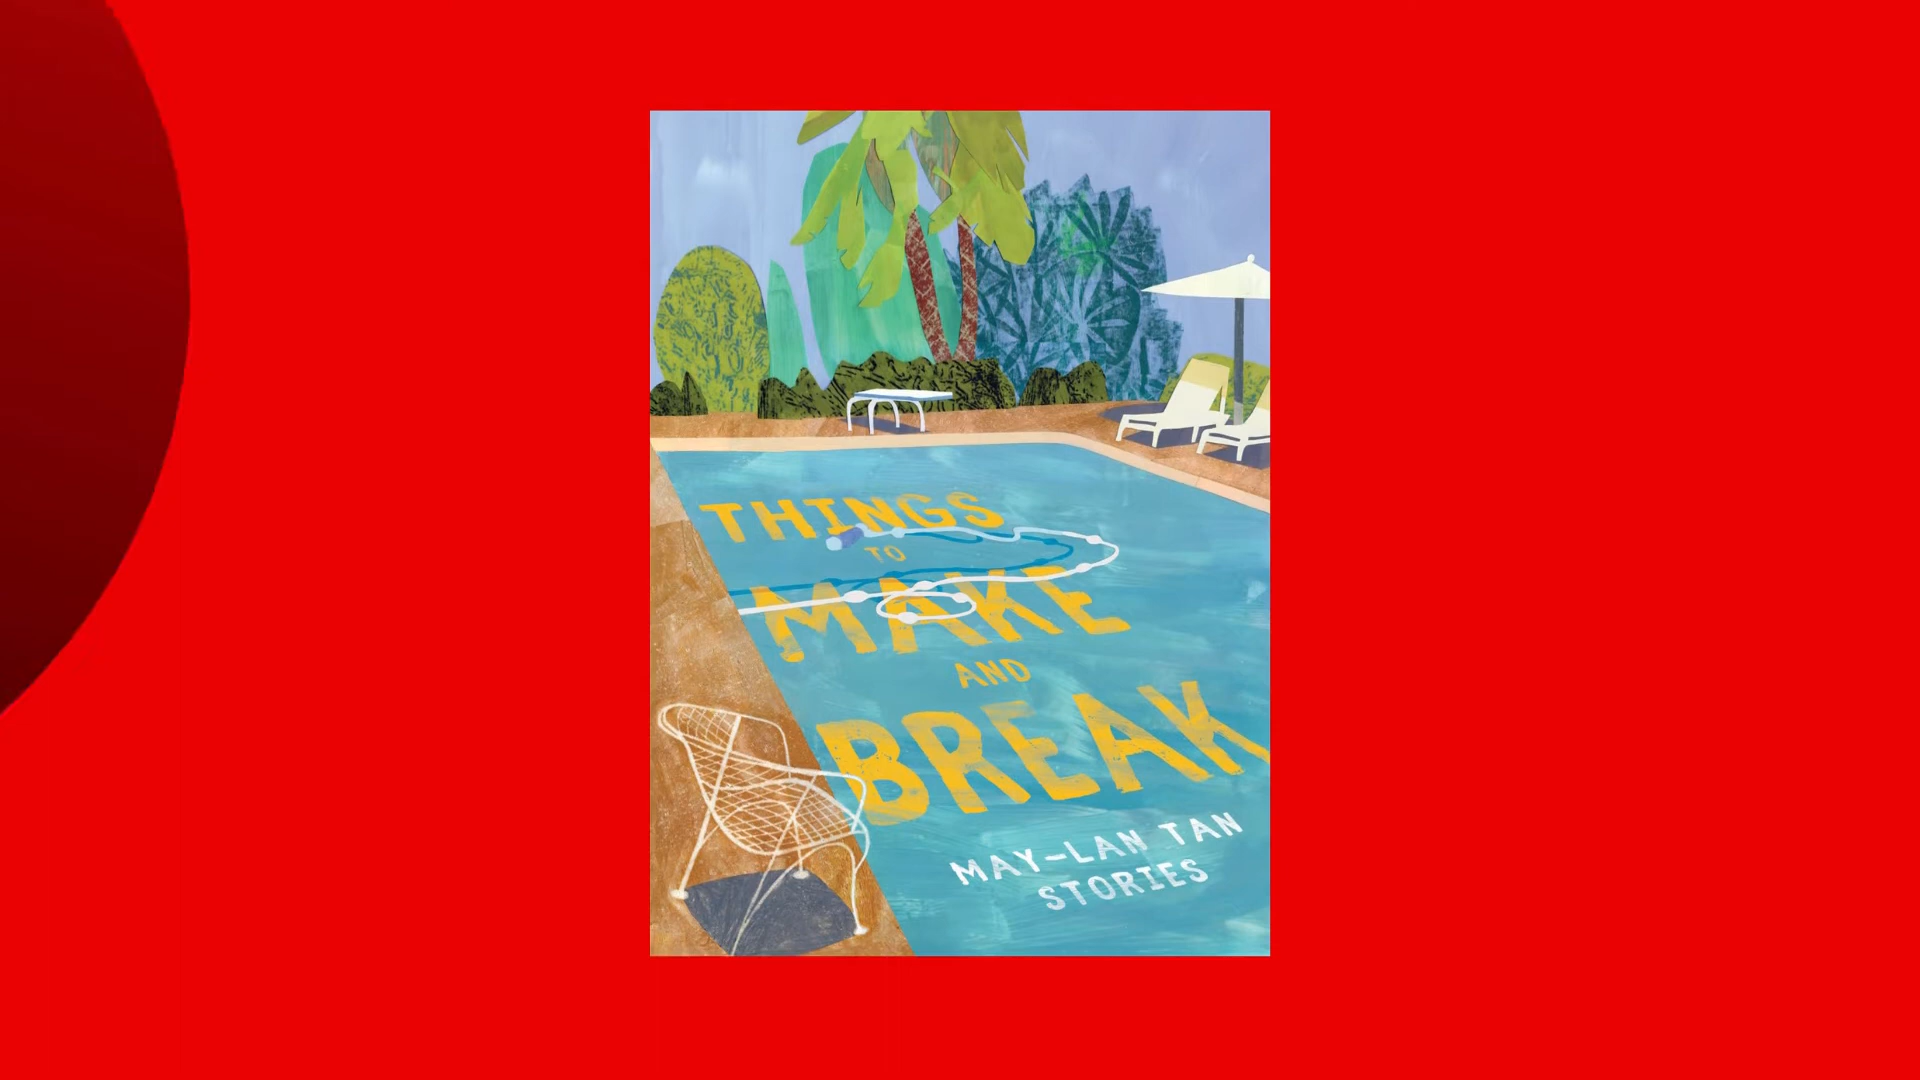 THINGS
TO
MAKE
AND
BREAK
MAY-LAN TAN
STORIES